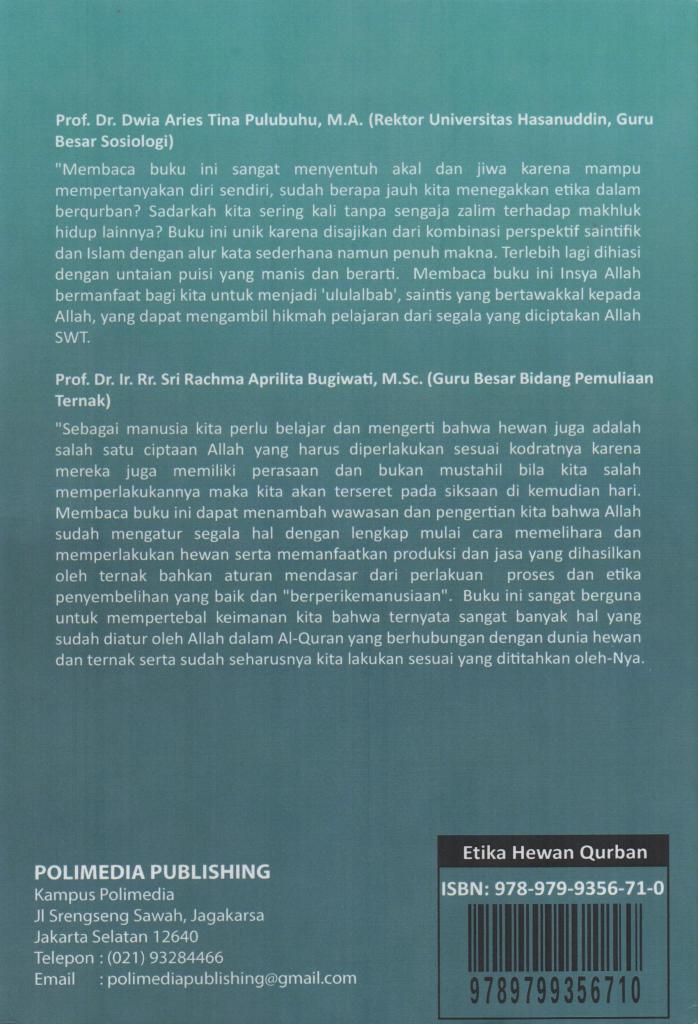 Prof. Dr. Dwia Aries Tina Pulubuhu, M.A. (Rektor Universitas Hasanuddin, Guru
Besar Sosiologi)
"Membaca buku ini sangat menyentuh akal dan jiwa karena mampu
mempertanyakan diri sendiri, sudah berapa jauh kita menegakkan etika dalam
berqurban? Sadarkah kita sering kali tanpa sengaja zalim terhadap makhluk
hidup lainnya? Buku ini unik karena disajikan dari kombinasi perspektif saintifik
dan Islam dengan alur kata sederhana namun penuh makna. Terlebih lagi dihiasi
dengan untaian puisi yang manis dan berarti. Membaca buku ini Insya Allah
bermanfaat bagi kita untuk menjadi 'ululalbab', saintis yang bertawakkal kepada
Allah, yang dapat mengambil hikmah pelajaran dari segala yang diciptakan Allah
SWT.
Prof. Dr. Ir. Rr. Sri Rachma Aprilita Bugiwati, M.Sc. (Guru Besar Bidang Pemuliaan
Ternak)
"Sebagai manusia kita perlu belajar dan mengerti bahwa hewan juga adalah
salah satu ciptaan Allah yang harus diperlakukan sesuai kodratnya karena
mereka juga memiliki perasaan dan bukan mustahil bila kita salah
memperlakukannya maka kita akan terseret pada siksaan di kemudian hari.
Membaca buku ini dapat menambah wawasan dan pengertian kita bahwa Allah
sudah mengatur segala hal dengan lengkap mulai cara memelihara dan
memperlakukan hewan serta memanfaatkan produksi dan jasa yang dihasilkan
oleh ternak bahkan aturan mendasar dari perlakuan proses dan etika
penyembelihan yang baik dan "berperikemanusiaan". Buku ini sangat berguna
untuk mempertebal keimanan kita bahwa ternyata sangat banyak hal yang
sudah diatur oleh Allah dalam Al-Quran yang berhubungan dengan dunia hewan
dan ternak serta sudah seharusnya kita lakukan sesuai yang dititahkan oleh-Nya.
POLIMEDIA PUBLISHING
Kampus Polimedia
Jl Srengseng Sawah, Jagakarsa
Jakarta Selatan 12640
Telepon : (021) 93284466
Email : polimediapublishing@gmail.com
Etika Hewan Qurban
ISBN: 978-979-9356-71-0
9789799356710